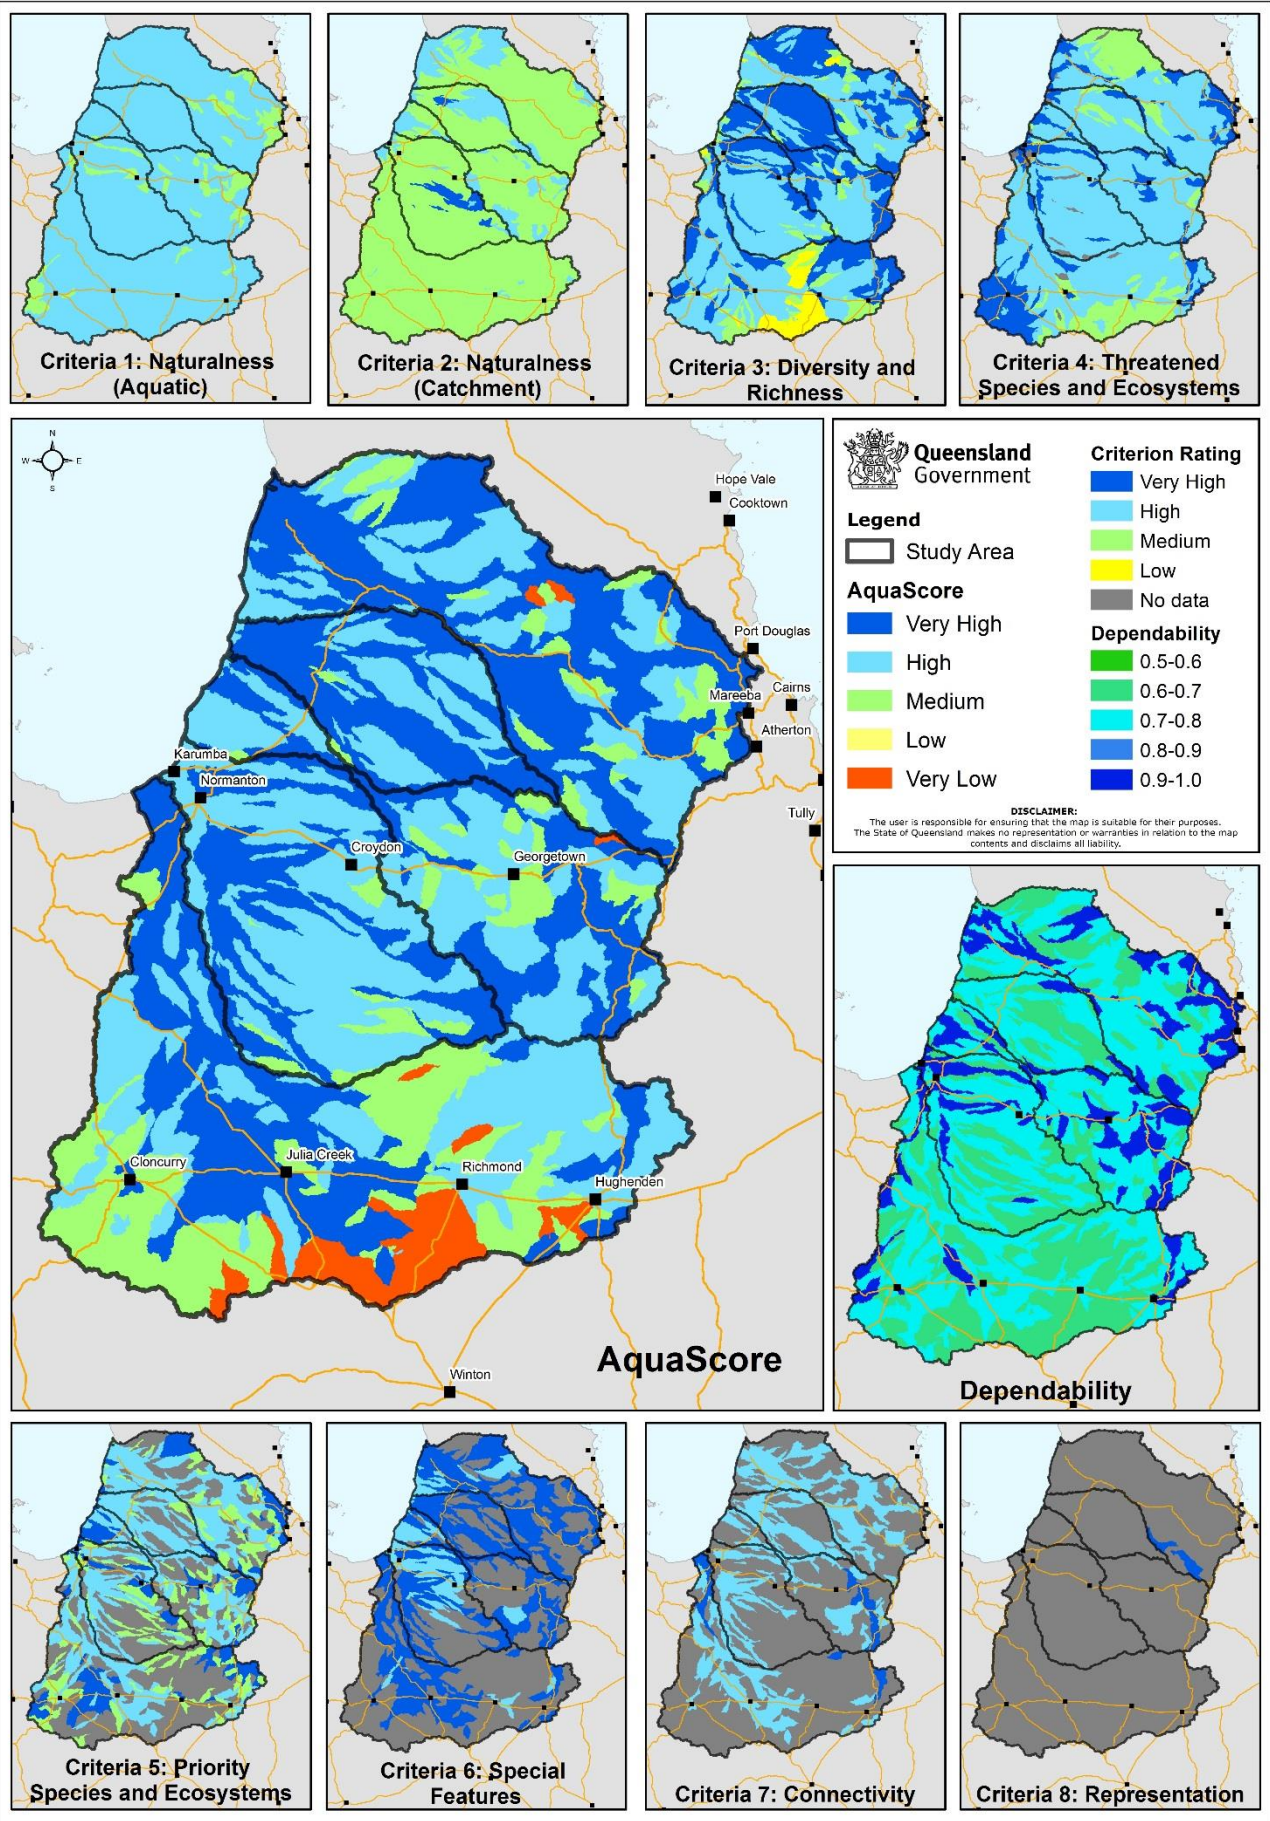 Criteria 1: Naturalness
(Aquatic)
Criteria 2: Naturalness
(Catchment)
Criteria 3: Diversity and
Richness
Criteria 4: Threatened
Species and Ecosystems
N
W
E
S
Hope Vale
Cooktown
Port Douglas
Mareeba
Cairns
Atherton
Karumba
Normanton
Tully
Croydon
Georgetown
Cloncurry
Julia Creek
Richmond
Hughenden
Winton
AquaScore
Queensland
Government
Legend
Study Area
AquaScore
Very High
High
Medium
Low
Very Low
Criterion Rating
Very High
High
Medium
Low
No data
Dependability
0.5-0.6
0.6-0.7
0.7-0.8
0.8-0.9
0.9-1.0
DISCLAIMER:
The user is responsible for ensuring that the map is suitable for their purposes.
The State of Queensland makes no representation or warranties in relation to the map
contents and disclaims all liability.
Dependability
Criteria 5: Priority
Species and Ecosystems
Criteria 6: Special
Features
Criteria 7: Connectivity
Criteria 8: Representation